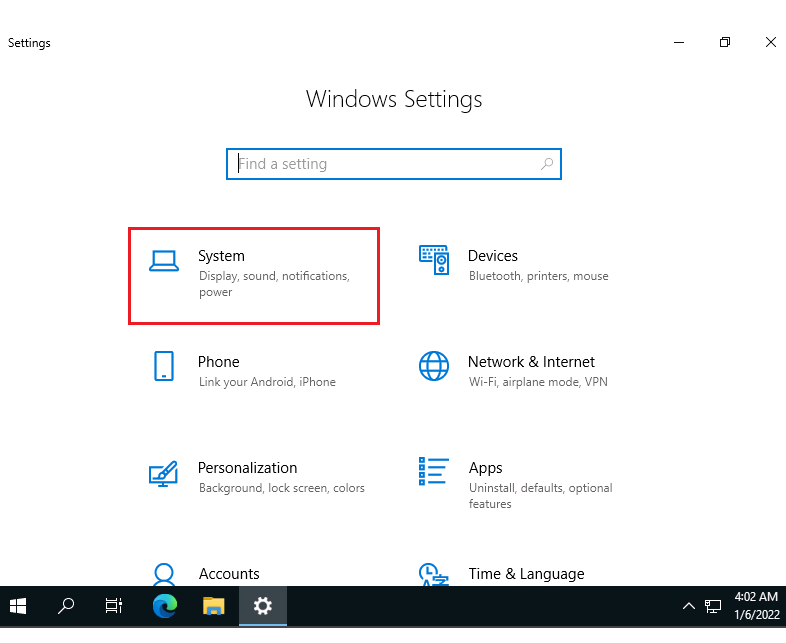 Settings
Windows Settings
Find a setting
System
Display, sound, notifications,
power
Devices
Bluetooth, printers, mouse
Phone
Link your Android, iPhone
Network & Internet
Wi-Fi, airplane mode, VPN
Personalization
Background, lock screen, colors
Apps
Uninstall, defaults, optional
features
Accounts
Time & Language
4:02 AM
1/6/2022